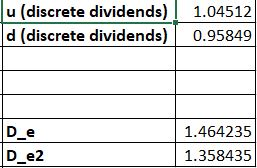 u (discrete dividends) 1.04512
d (discrete dividends) 0.95849
D_e 1.464235
D_e2 1.358435